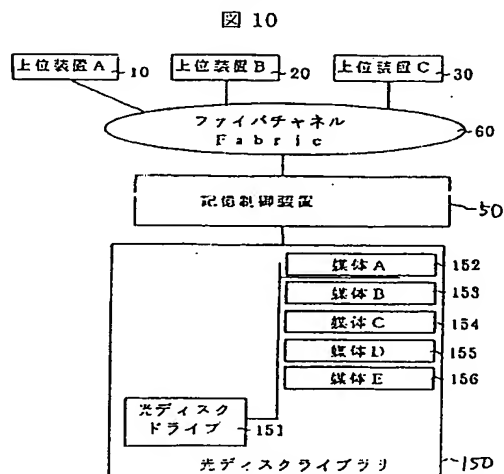 図 10
上位装置A 10 上位装置B 20 上位装置C 30
ファイバチャネル
Fabric
60
記憶制御装置
50
媒体A 152
媒体B 153
媒体C 154
媒体D 155
媒体E 156
光ディスク
ドライブ 151
光ディスクライブラリ 150